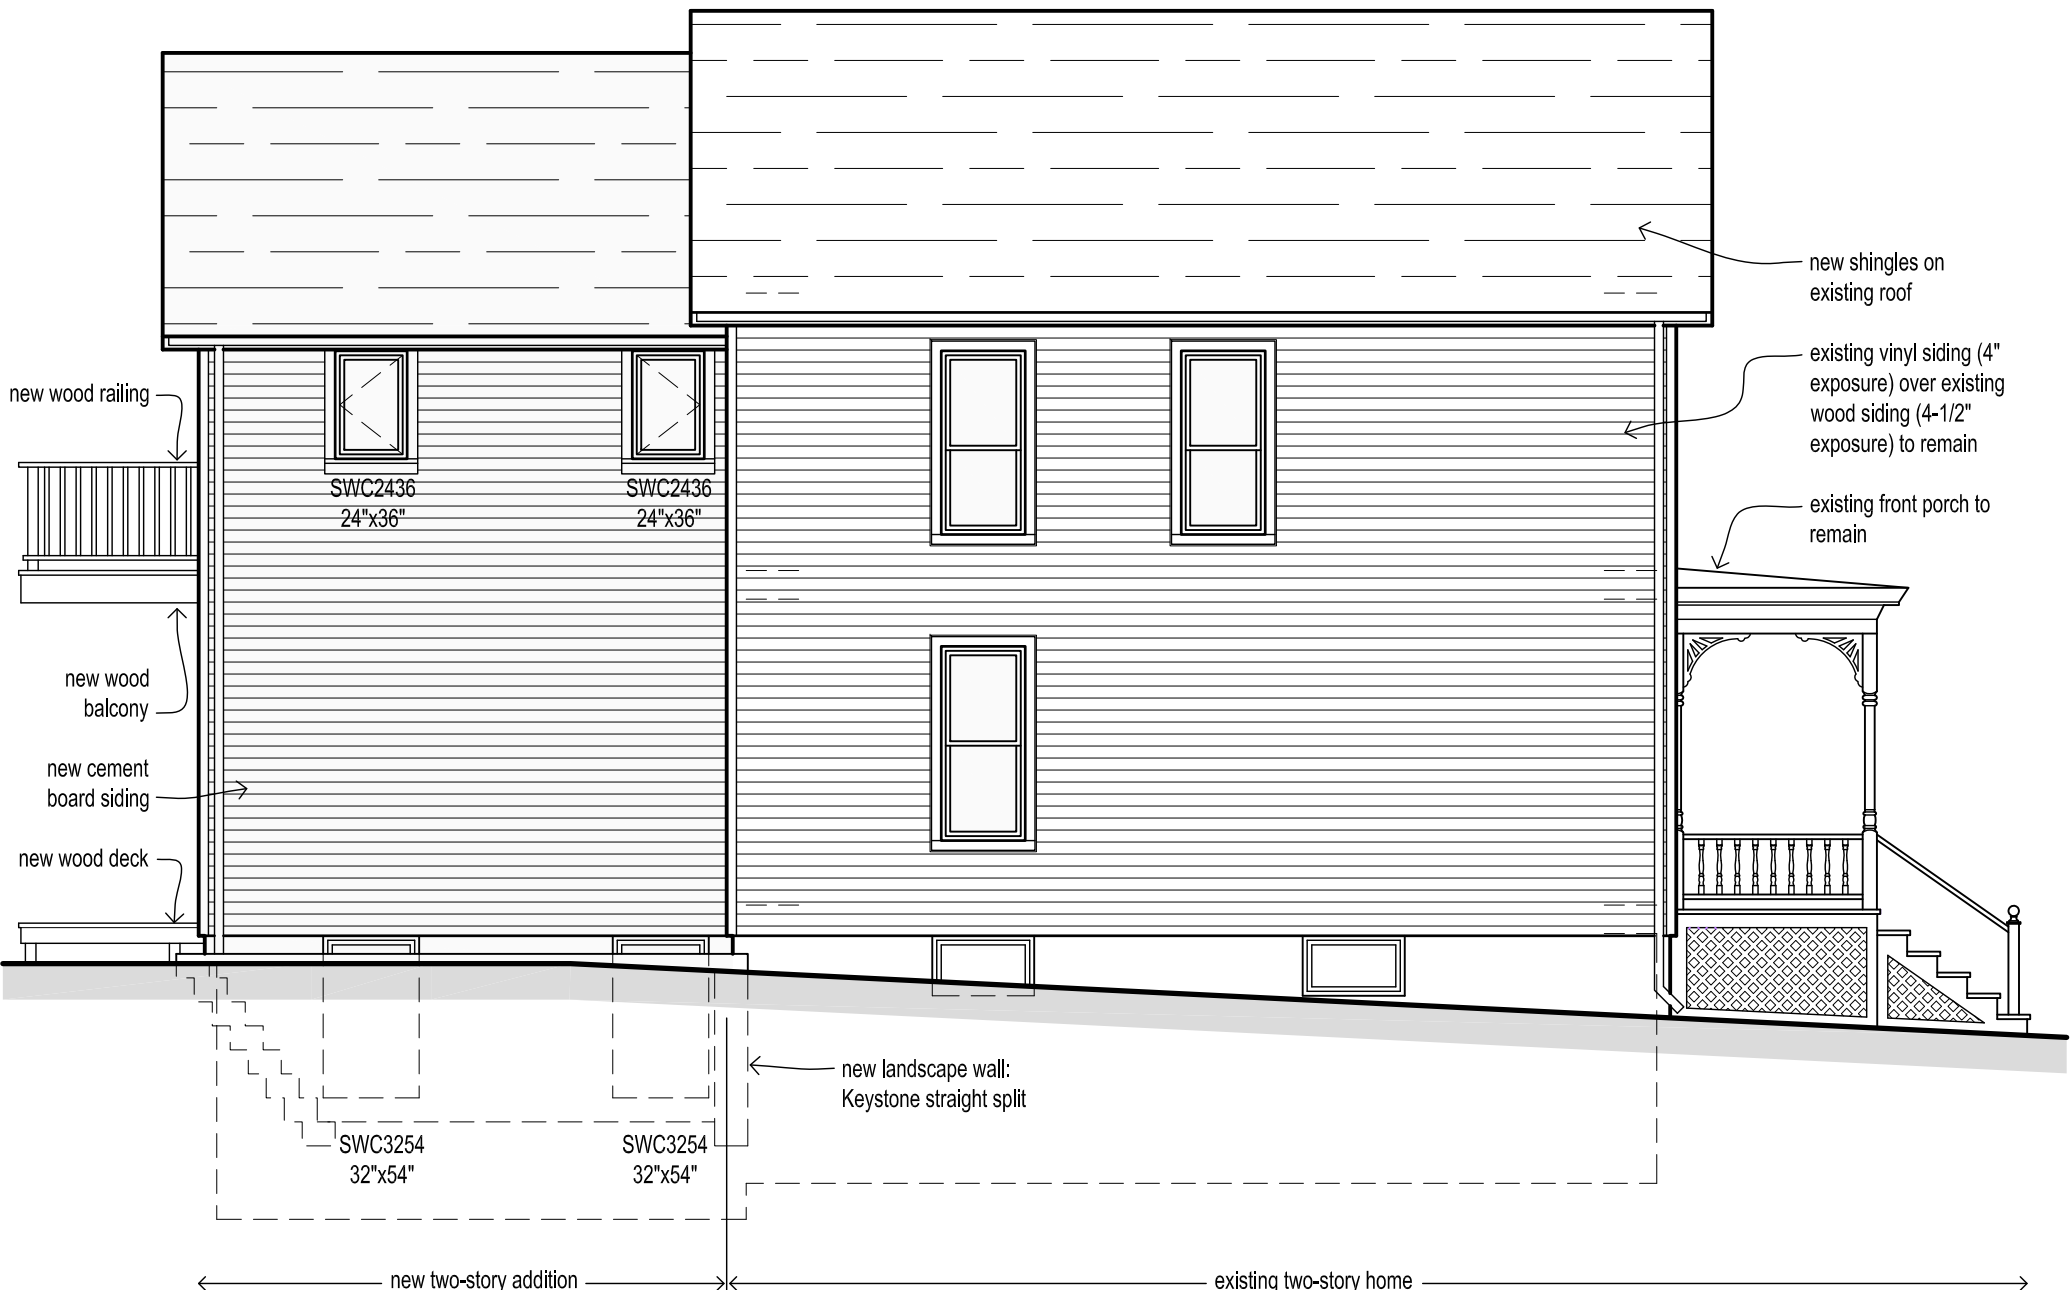 new shingles on
existing roof
existing vinyl siding (4"
exposure) over existing
wood siding (4-1/2"
exposure) to remain
new wood railing
SWC2436
24"x36"
SWC2436
24"x36"
existing front porch to
remain
new wood
balcony
new cement
board siding
new wood deck
new landscape wall:
Keystone straight split
SWC3254
32"x54"
SWC3254
32"x54"
new two-story addition
existing two-story home